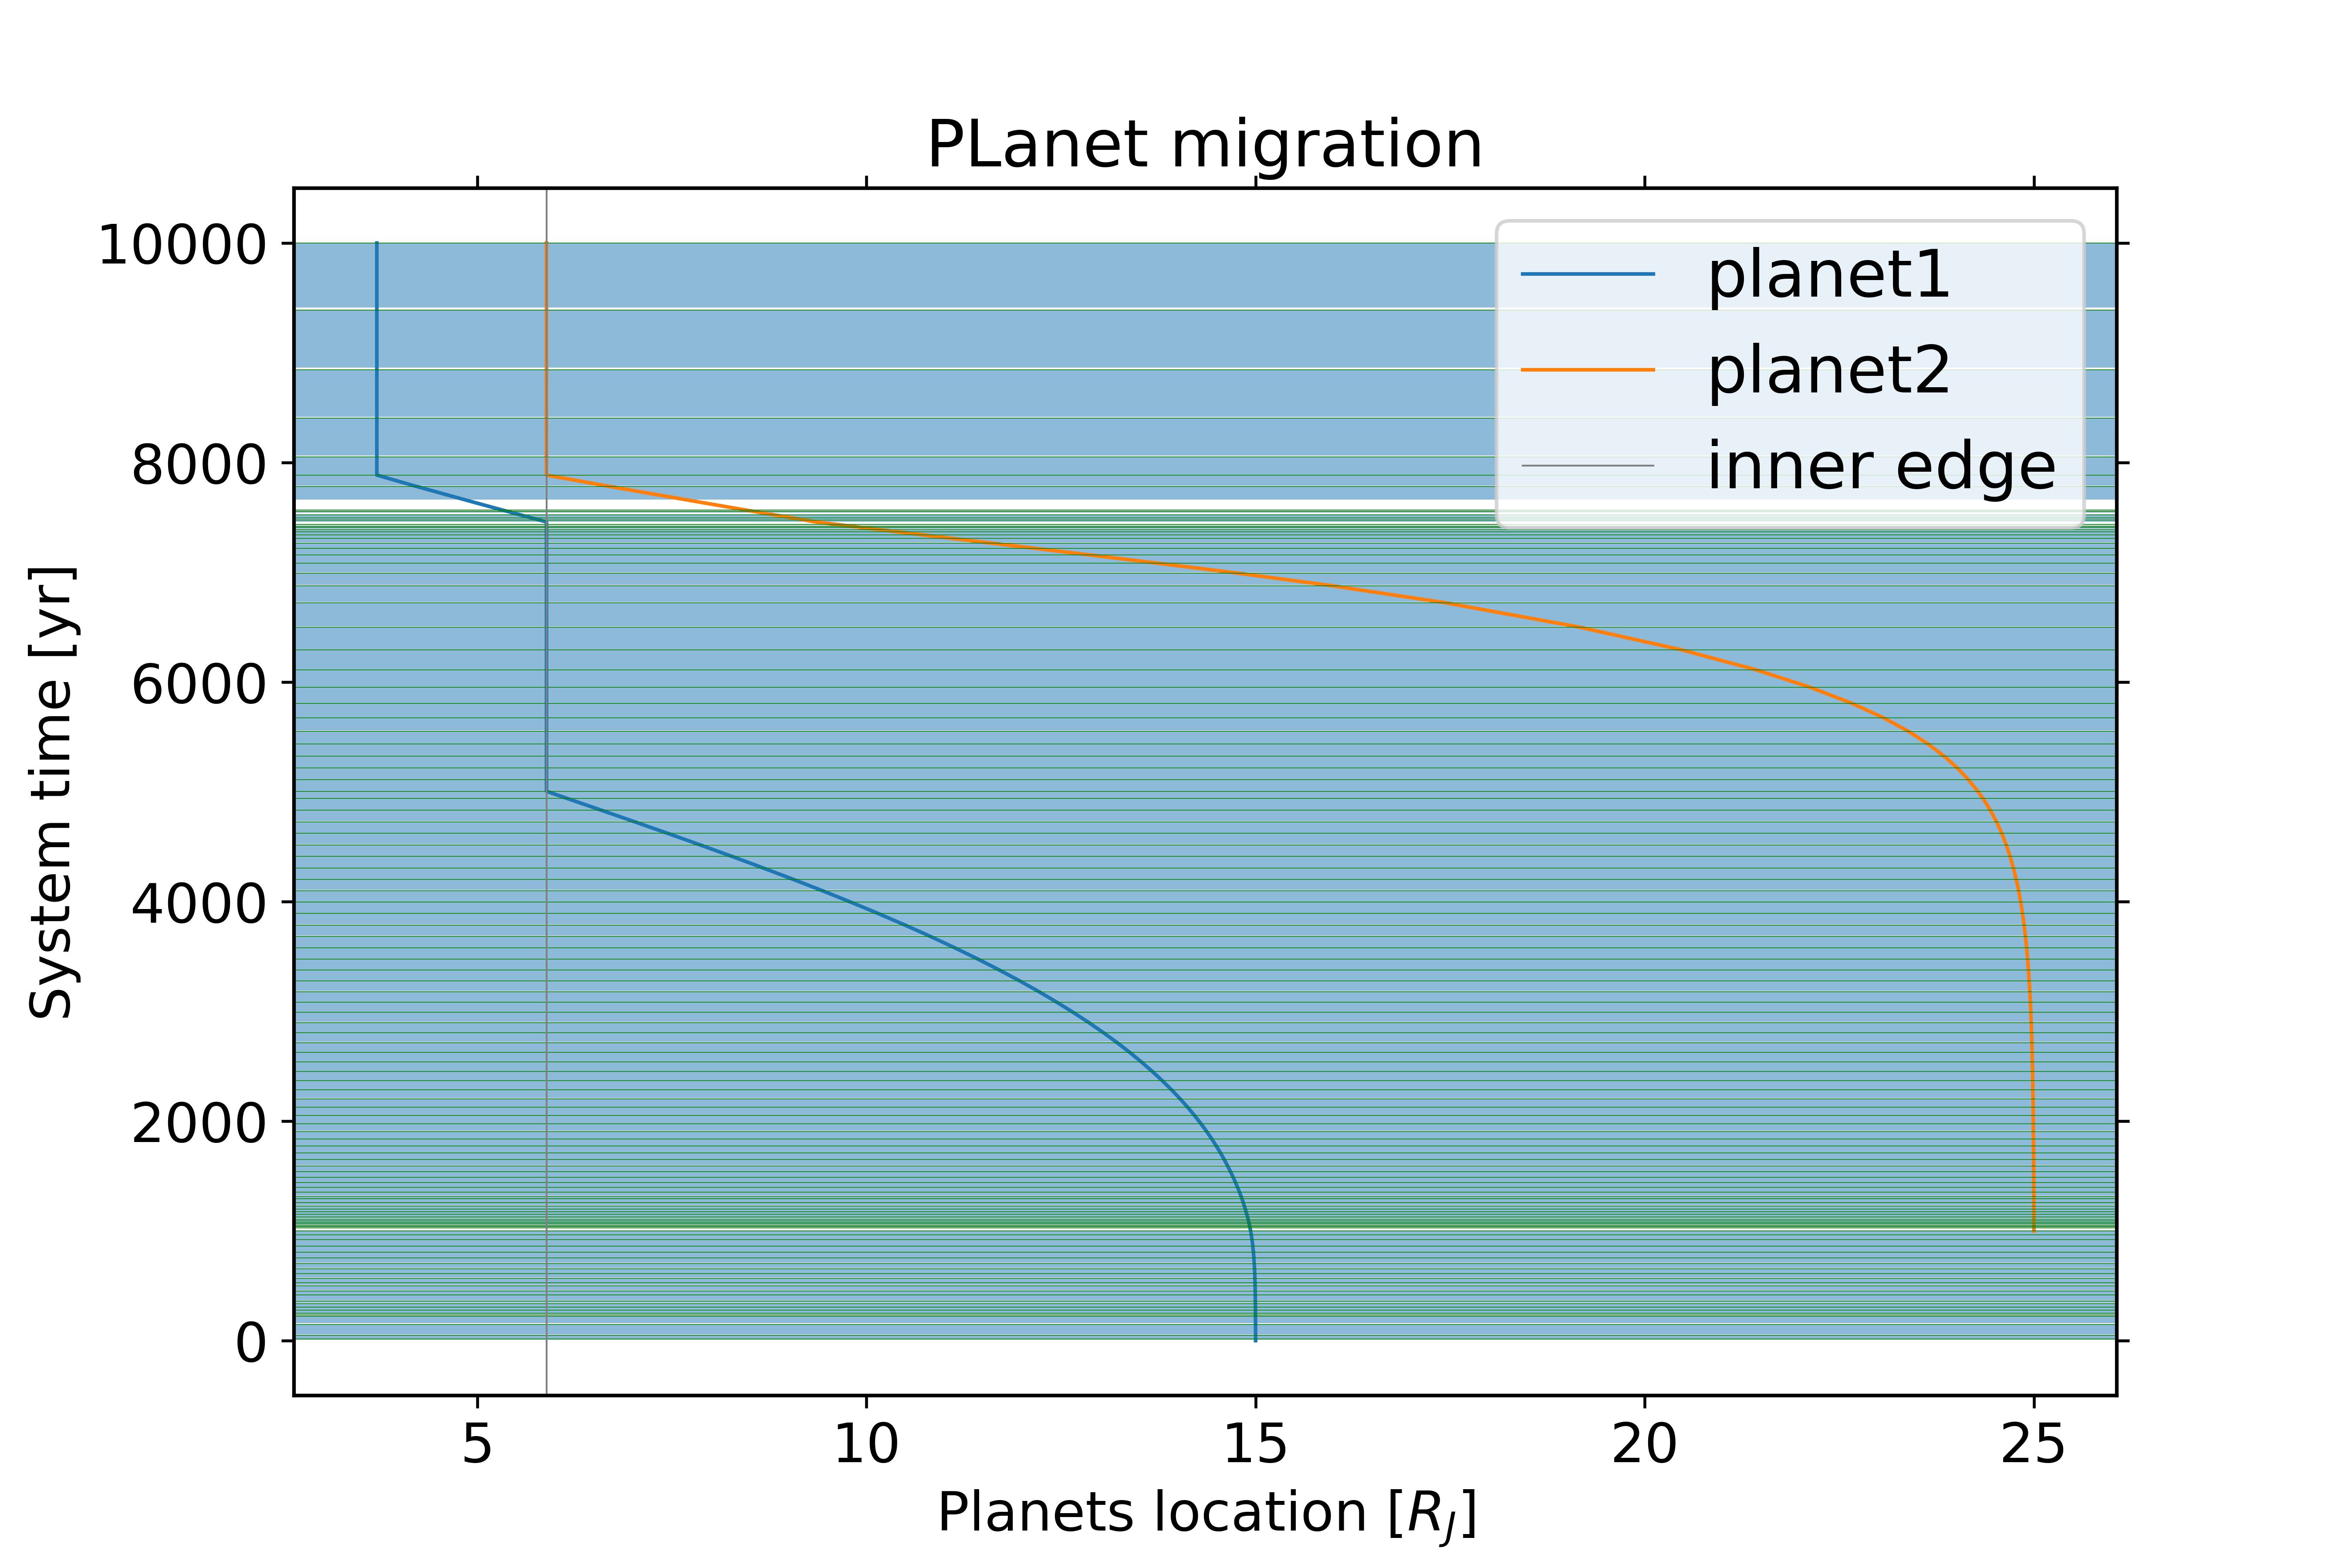 PLanet migration
planet1
planet2
inner edge
System time [yr]
10000
8000
6000
4000
2000
0
5 10 15 20 25
Planets location [R_J]